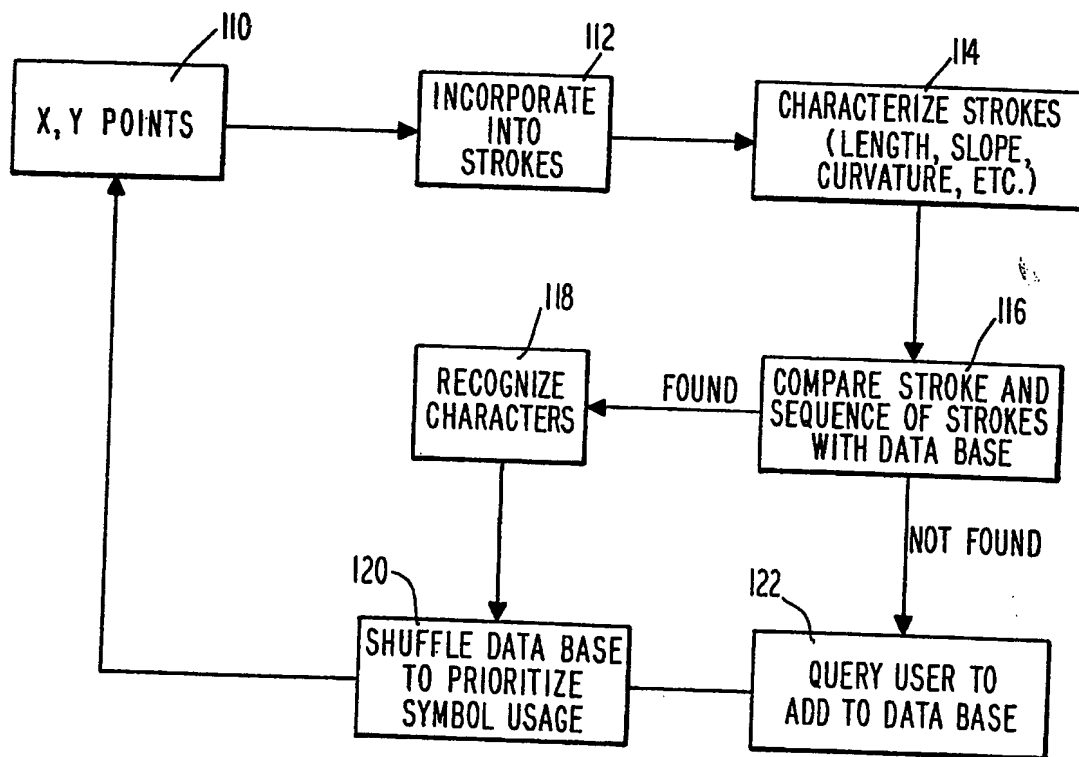 110
X, Y POINTS
112
INCORPORATE
INTO
STROKES
114
CHARACTERIZE STROKES
(LENGTH, SLOPE,
CURVATURE, ETC.)
116
COMPARE STROKE AND
SEQUENCE OF STROKES
WITH DATA BASE
FOUND
118
RECOGNIZE
CHARACTERS
NOT FOUND
120
SHUFFLE DATA BASE
TO PRIORITIZE
SYMBOL USAGE
122
QUERY USER TO
ADD TO DATA BASE